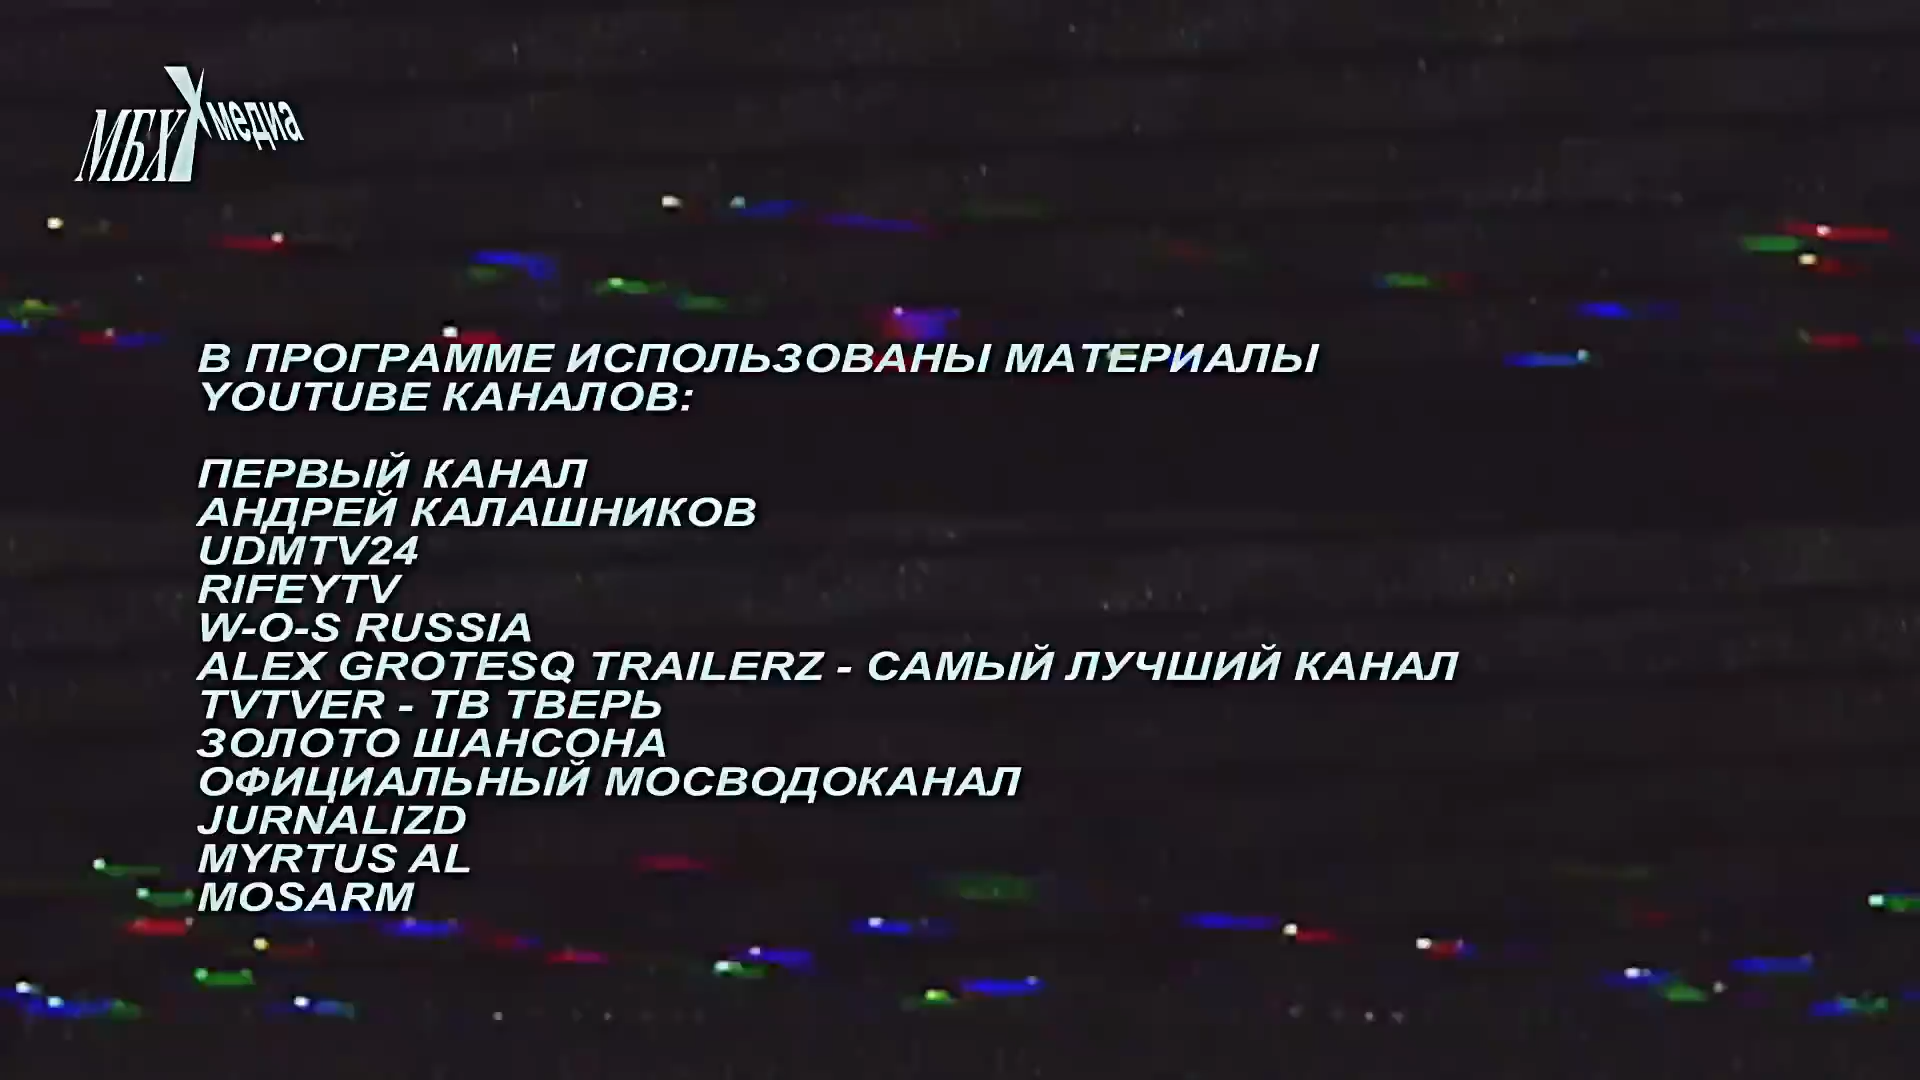 МБХ медиа
В ПРОГРАММЕ ИСПОЛЬЗОВАНЫ МАТЕРИАЛЫ
YOUTUBE КАНАЛОВ:
ПЕРВЫЙ КАНАЛ
АНДРЕЙ КАЛАШНИКОВ
UDMTV24
RIFEYTV
W-O-S RUSSIA
ALEX GROTESQ TRAILERZ - САМЫЙ ЛУЧШИЙ КАНАЛ
TVTVER - ТВ ТВЕРЬ
ЗОЛОТО ШАНСОНА
ОФИЦИАЛЬНЫЙ МОСВОДОКАНАЛ
JURNALIZD
MYRTUS AL
MOSARM